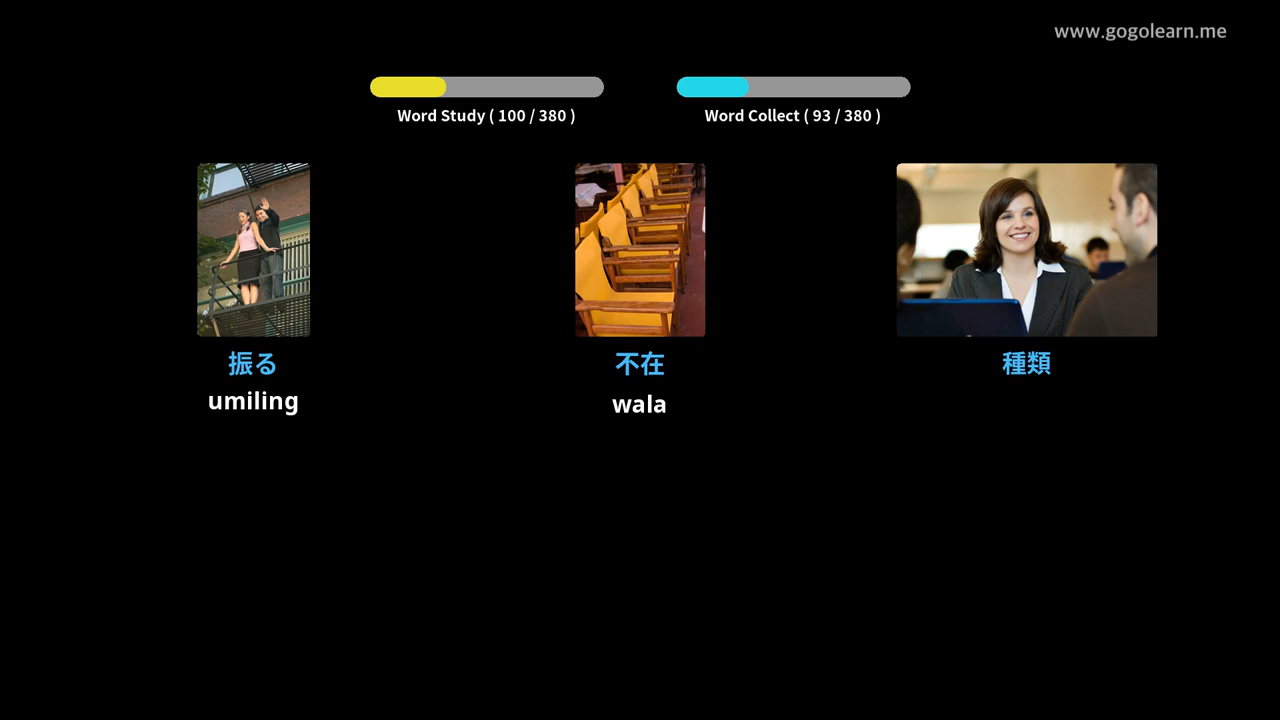 www.gogolearn.me
Word Study ( 100 / 380 )
Word Collect ( 93 / 380 )
振る
不在
種類
umiling
wala